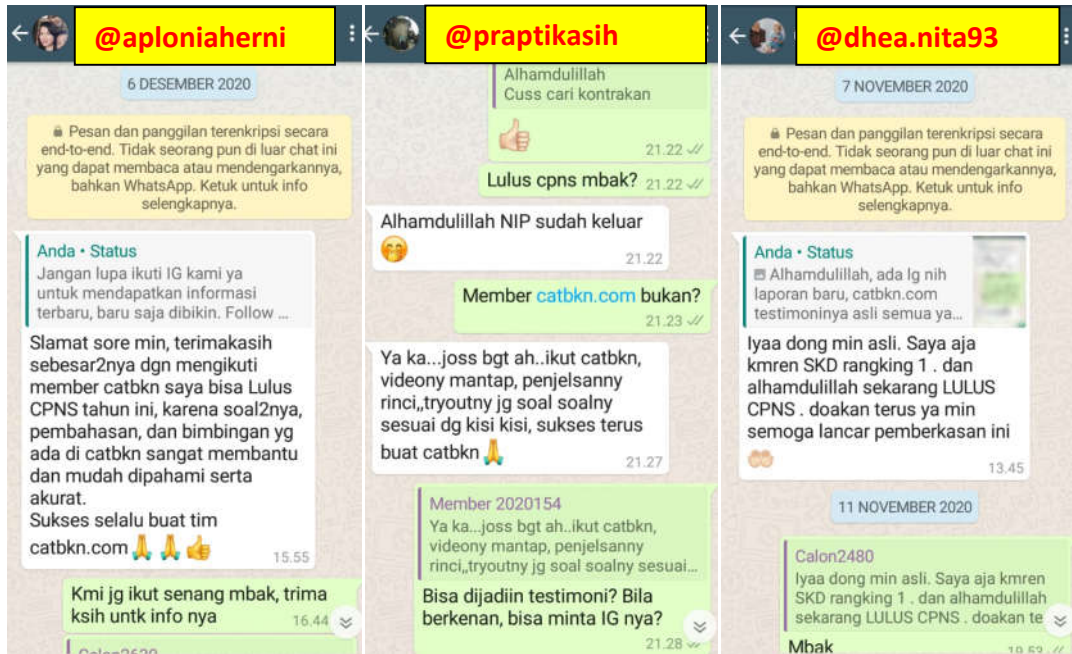 @aploniaherni
6 DESEMBER 2020
Pesan dan panggilan terenkripsi secara
end-to-end. Tidak seorang pun di luar chat ini
yang dapat membaca atau mendengarkannya,
bahkan WhatsApp. Ketuk untuk info
selengkapnya.
Anda • Status
Jangan lupa ikuti IG kami ya
untuk mendapatkan informasi
terbaru, baru saja dibikin. Follow ...
Slamat sore min, terimakasih
sebesar2nya dgn mengikuti
member catbkn saya bisa Lulus
CPNS tahun ini, karena soal2nya,
pembahasan, dan bimbingan yg
ada di catbkn sangat membantu
dan mudah dipahami serta
akurat.
Sukses selalu buat tim
catbkn.com 🙏 🙏 👍
15.55
Kmi jg ikut senang mbak, trima
ksih untk info nya
16.44
@praptikasih
Alhamdulillah
Cuss cari kontrakan
👍
21.22
Lulus cpns mbak? 21.22
Alhamdulillah NIP sudah keluar
🤭
21.22
Member catbkn.com bukan?
21.23
Ya ka...joss bgt ah..ikut catbkn,
videony mantap, penjelsanny
rinci,,tryoutny jg soal soalny
sesuai dg kisi kisi, sukses terus
buat catbkn 🙏
21.27
Member 2020154
Ya ka...joss bgt ah..ikut catbkn,
videony mantap, penjelsanny
rinci,,tryoutny jg soal soalny sesuai...
Bisa dijadiin testimoni? Bila
berkenan, bisa minta IG nya?
21.28
@dhea.nita93
7 NOVEMBER 2020
Pesan dan panggilan terenkripsi secara
end-to-end. Tidak seorang pun di luar chat ini
yang dapat membaca atau mendengarkannya,
bahkan WhatsApp. Ketuk untuk info
selengkapnya.
Anda • Status
Alhamdulillah, ada lg nih
laporan baru, catbkn.com
testimoninya asli semua ya...
Iyaa dong min asli. Saya aja
kmren SKD rangking 1 . dan
alhamdulillah sekarang LULUS
CPNS . doakan terus ya min
semoga lancar pemberkasan ini
🤲
13.45
11 NOVEMBER 2020
Calon2480
Iyaa dong min asli. Saya aja kmren
SKD rangking 1 . dan alhamdulillah
sekarang LULUS CPNS . doakan te
Mbak
19.53